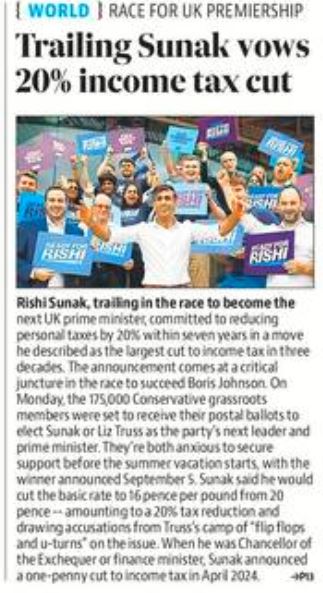 { WORLD } RACE FOR UK PREMIERSHIP
Trailing Sunak vows
20% income tax cut
READY FOR
RISHI
RISHI
READY FOR
RISHI
Rishi Sunak, trailing in the race to become the
next UK prime minister, committed to reducing
personal taxes by 20% within seven years in a move
he described as the largest cut to income tax in three
decades. The announcement comes at a critical
juncture in the race to succeed Boris Johnson. On
Monday, the 175,000 Conservative grassroots
members were set to receive their postal ballots to
elect Sunak or Liz Truss as the party's next leader and
prime minister. They're both anxious to secure
support before the summer vacation starts, with the
winner announced September 5. Sunak said he would
cut the basic rate to 16 pence per pound from 20
pence -- amounting to a 20% tax reduction and
drawing accusations from Truss's camp of "flip flops
and u-turns" on the issue. When he was Chancellor of
the Exchequer or finance minister, Sunak announced
a one-penny cut to income tax in April 2024. →P13